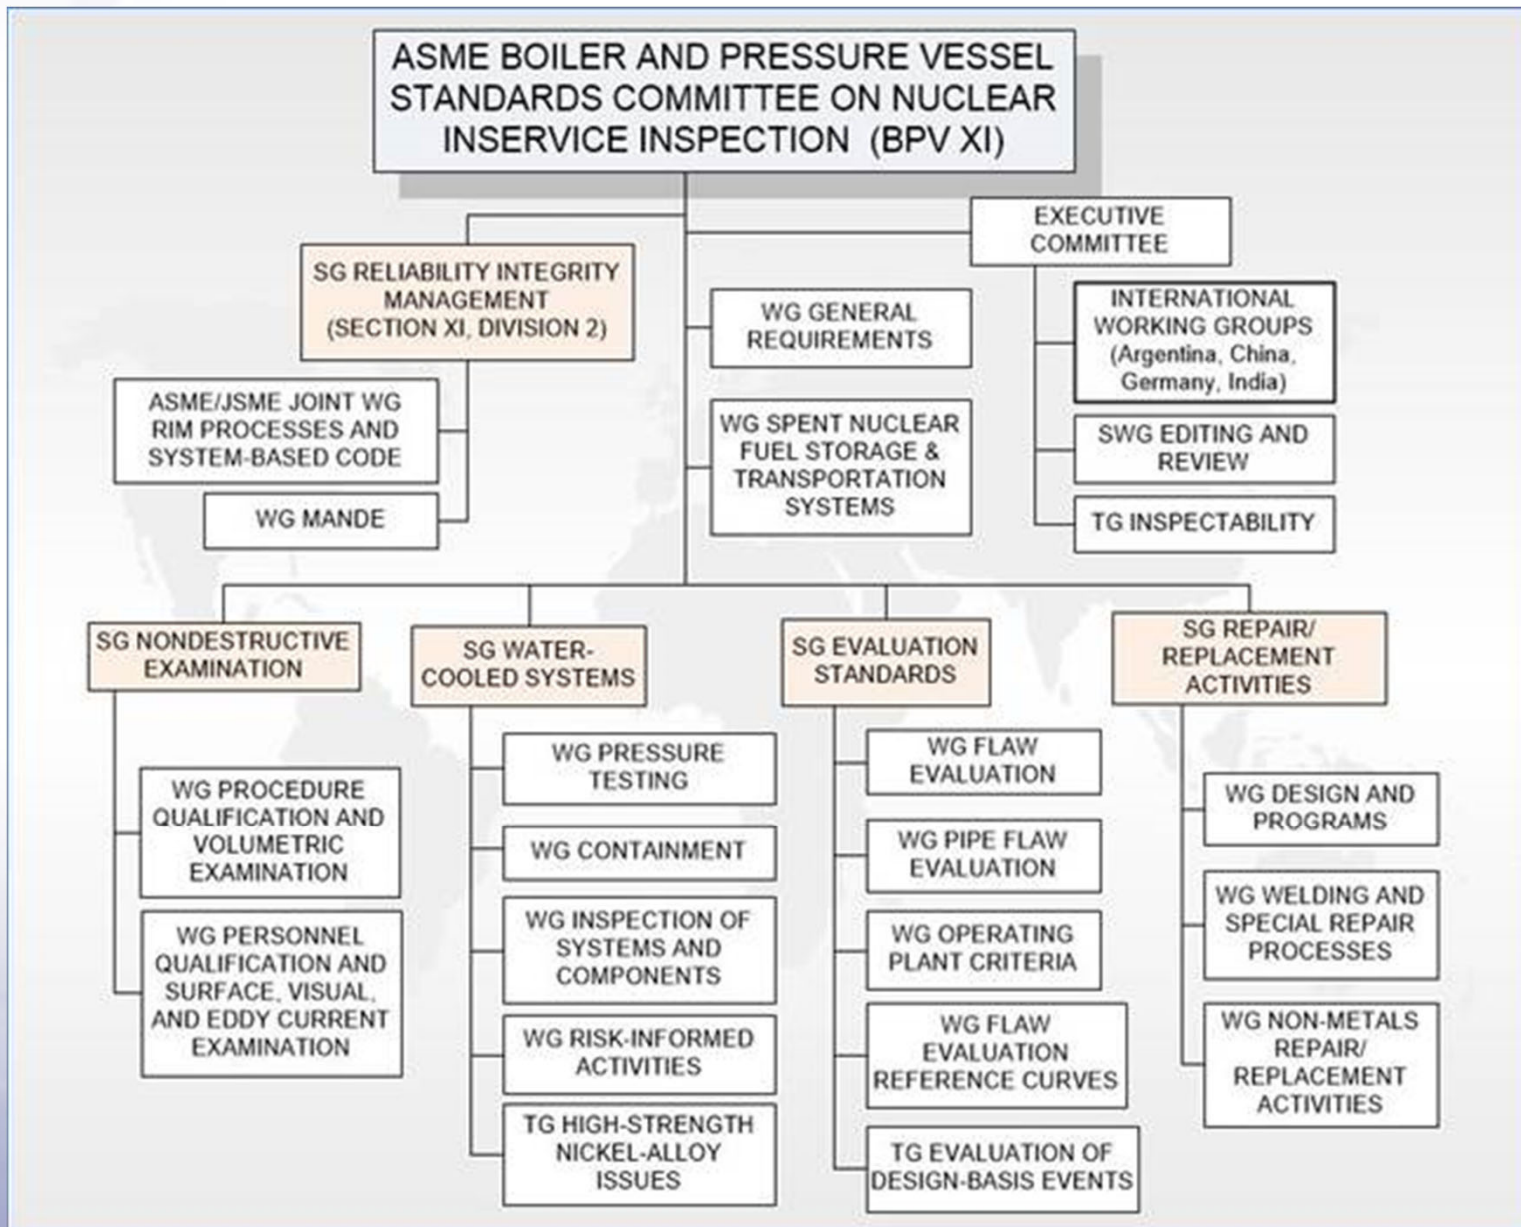 ASME BOILER AND PRESSURE VESSEL
STANDARDS COMMITTEE ON NUCLEAR
INSERVICE INSPECTION (BPV XI)
EXECUTIVE
COMMITTEE
SG RELIABILITY INTEGRITY
MANAGEMENT
(SECTION XI, DIVISION 2)
WG GENERAL
REQUIREMENTS
INTERNATIONAL
WORKING GROUPS
(Argentina, China,
Germany, India)
ASME/JSME JOINT WG
RIM PROCESSES AND
SYSTEM-BASED CODE
WG SPENT NUCLEAR
FUEL STORAGE &
TRANSPORTATION
SYSTEMS
SWG EDITING AND
REVIEW
WG MANDE
TG INSPECTABILITY
SG NONDESTRUCTIVE
EXAMINATION
SG WATER-
COOLED SYSTEMS
SG EVALUATION
STANDARDS
SG REPAIR/
REPLACEMENT
ACTIVITIES
WG PROCEDURE
QUALIFICATION AND
VOLUMETRIC
EXAMINATION
WG PERSONNEL
QUALIFICATION AND
SURFACE, VISUAL,
AND EDDY CURRENT
EXAMINATION
WG PRESSURE
TESTING
WG CONTAINMENT
WG INSPECTION OF
SYSTEMS AND
COMPONENTS
WG RISK-INFORMED
ACTIVITIES
TG HIGH-STRENGTH
NICKEL-ALLOY
ISSUES
WG FLAW
EVALUATION
WG PIPE FLAW
EVALUATION
WG OPERATING
PLANT CRITERIA
WG FLAW
EVALUATION
REFERENCE CURVES
TG EVALUATION OF
DESIGN-BASIS EVENTS
WG DESIGN AND
PROGRAMS
WG WELDING AND
SPECIAL REPAIR
PROCESSES
WG NON-METALS
REPAIR/
REPLACEMENT
ACTIVITIES